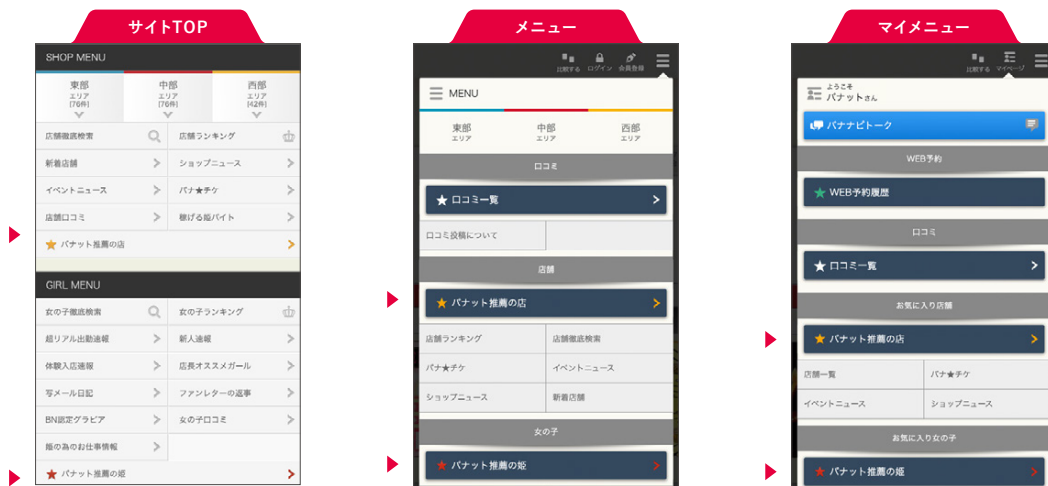 サイトTOP
SHOP MENU
東部
エリア
[76件]
中部
エリア
[76件]
西部
エリア
[42件]
店舗徹底検索
店舗ランキング
新着店舗
ショップニュース
イベントニュース
バナ★チケ
店舗口コミ
稼げる姫バイト
バナット推薦の店
GIRL MENU
女の子徹底検索
女の子ランキング
超リアル出勤速報
新人速報
体験入店速報
店長オススメガール
写メール日記
ファンレターの返事
BN認定グラビア
女の子口コミ
姫の為のお仕事情報
バナット推薦の姫
メニュー
比較する
ログイン
会員登録
MENU
東部
エリア
中部
エリア
西部
エリア
口コミ
口コミ一覧
口コミ投稿について
店舗
バナット推薦の店
店舗ランキング
店舗徹底検索
バナ★チケ
イベントニュース
ショップニュース
新着店舗
女の子
バナット推薦の姫
マイメニュー
比較する
マイページ
ようこそ
バナットさん
バナナビトーク
WEB予約
WEB予約履歴
口コミ
口コミ一覧
お気に入り店舗
バナット推薦の店
店舗一覧
バナ★チケ
イベントニュース
ショップニュース
お気に入り女の子
バナット推薦の姫